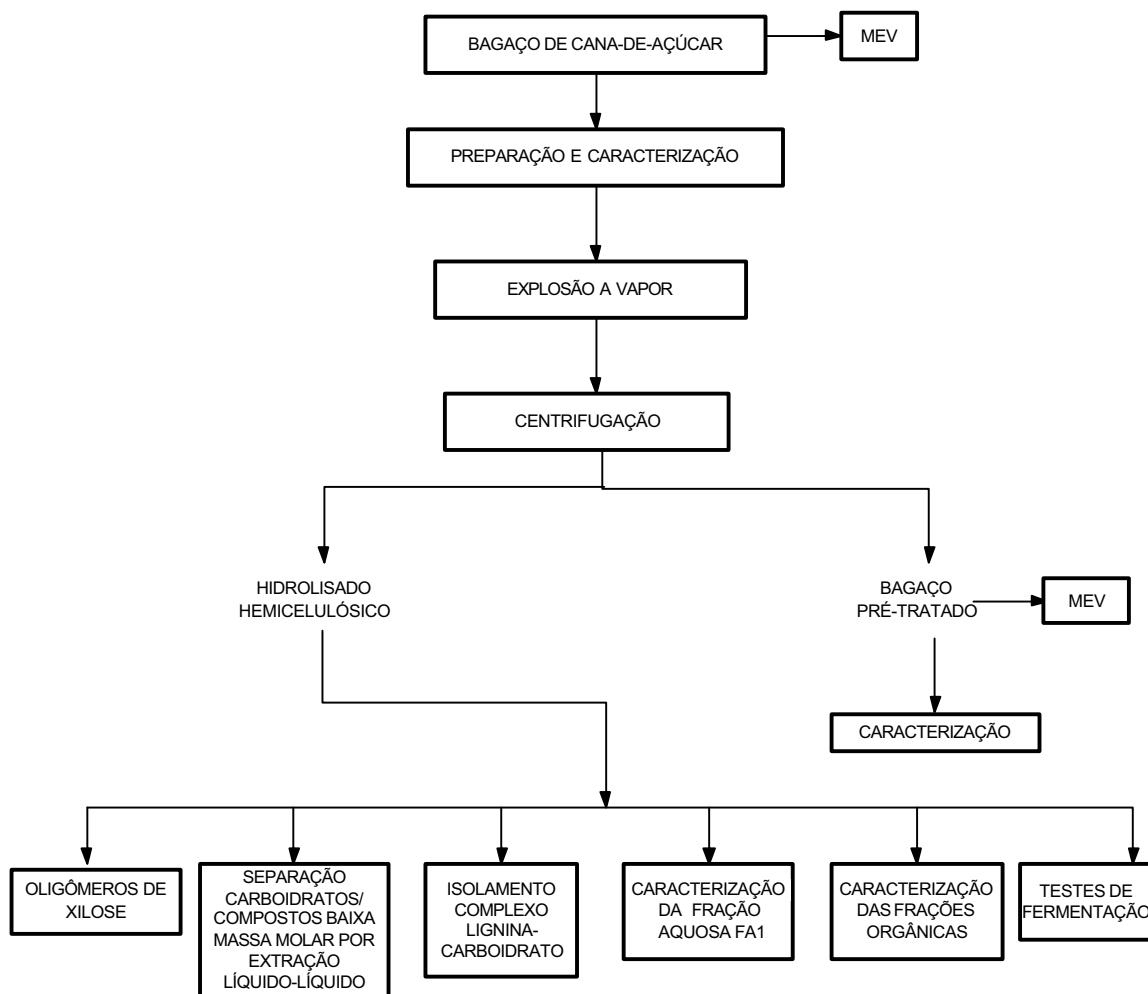 BAGAÇO DE CANA-DE-AÇÚCAR
MEV
PREPARAÇÃO E CARACTERIZAÇÃO
EXPLOSÃO A VAPOR
CENTRIFUGAÇÃO
HIDROLISADO
HEMICELULÓSICO
BAGAÇO
PRÉ-TRATADO
MEV
CARACTERIZAÇÃO
OLIGÔMEROS DE
XILOSE
SEPARAÇÃO
CARBOIDRATOS/
COMPOSTOS BAIXA
MASSA MOLAR POR
EXTRAÇÃO
LÍQUIDO-LÍQUIDO
ISOLAMENTO
COMPLEXO
LIGNINA-
CARBOIDRATO
CARACTERIZAÇÃO
DA FRAÇÃO
AQUOSA FA1
CARACTERIZAÇÃO
DAS FRAÇÕES
ORGÂNICAS
TESTES DE
FERMENTAÇÃO